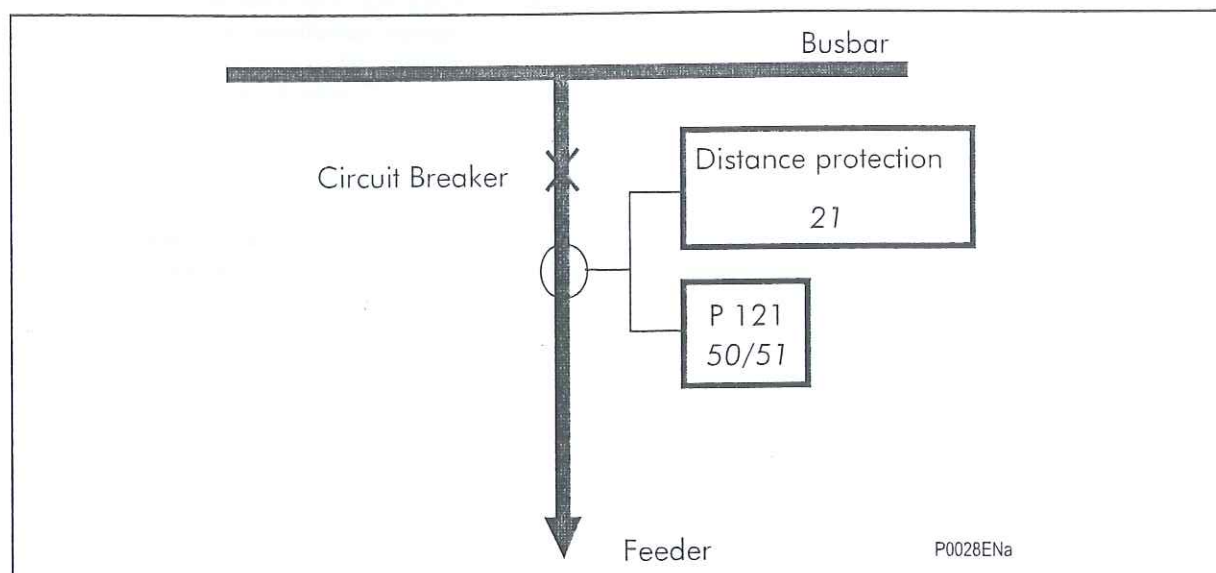 Busbar
Circuit Breaker
Distance protection
21
P 121
50/51
Feeder
P0028ENa